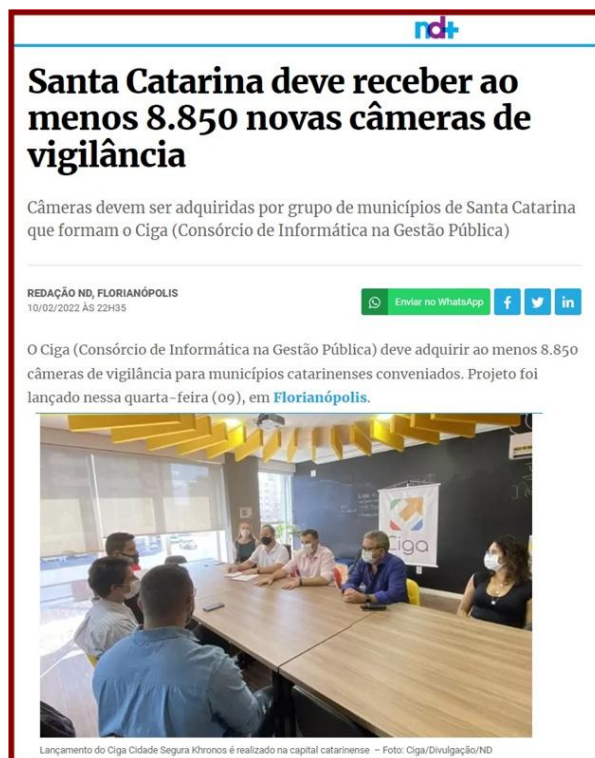 nd+
Santa Catarina deve receber ao
menos 8.850 novas câmeras de
vigilância
Câmeras devem ser adquiridas por grupo de municípios de Santa Catarina
que formam o Ciga (Consórcio de Informática na Gestão Pública)
REDAÇÃO ND, FLORIANÓPOLIS
10/02/2022 ÀS 22H35
Enviar no WhatsApp
O Ciga (Consórcio de Informática na Gestão Pública) deve adquirir ao menos 8.850
câmeras de vigilância para municípios catarinenses conveniados. Projeto foi
lançado nessa quarta-feira (09), em Florianópolis.
Ciga
Lançamento do Ciga Cidade Segura Khronos é realizado na capital catarinense – Foto: Ciga/Divulgação/ND